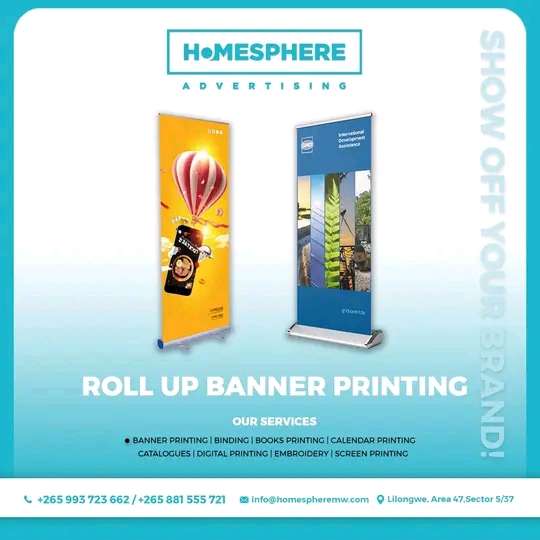 HOMESPHERE
ADVERTISING
SHOW OFF YOUR BRAND!
International
Development
Assistance
ROLL UP BANNER PRINTING
OUR SERVICES
● BANNER PRINTING | BINDING | BOOKS PRINTING | CALENDAR PRINTING
CATALOGUES | DIGITAL PRINTING | EMBROIDERY | SCREEN PRINTING
+265 993 723 662 / +265 881 555 721 info@homespheremw.com Lilongwe, Area 47,Sector 5/37